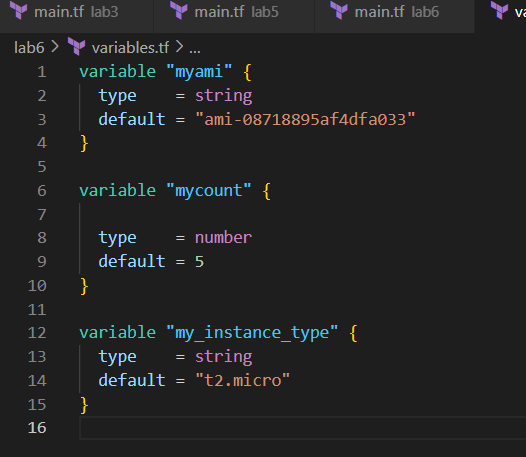 main.tf lab3 main.tf lab5 main.tf lab6
lab6 > variables.tf > ...
1 variable "myami" {
2 type = string
3 default = "ami-08718895af4dfa033"
4 }
5
6 variable "mycount" {
7
8 type = number
9 default = 5
10 }
11
12 variable "my_instance_type" {
13 type = string
14 default = "t2.micro"
15 }
16